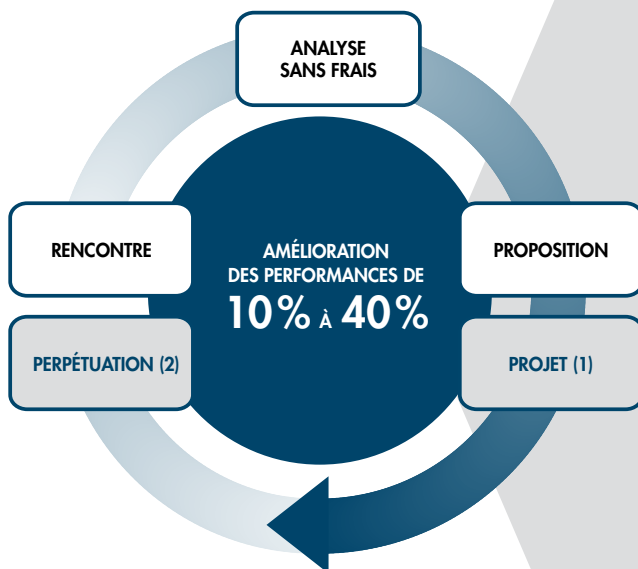 ANALYSE
SANS FRAIS
RENCONTRE
AMÉLIORATION
DES PERFORMANCES DE
10% À 40%
PROPOSITION
PERPÉTUATION (2)
PROJET (1)